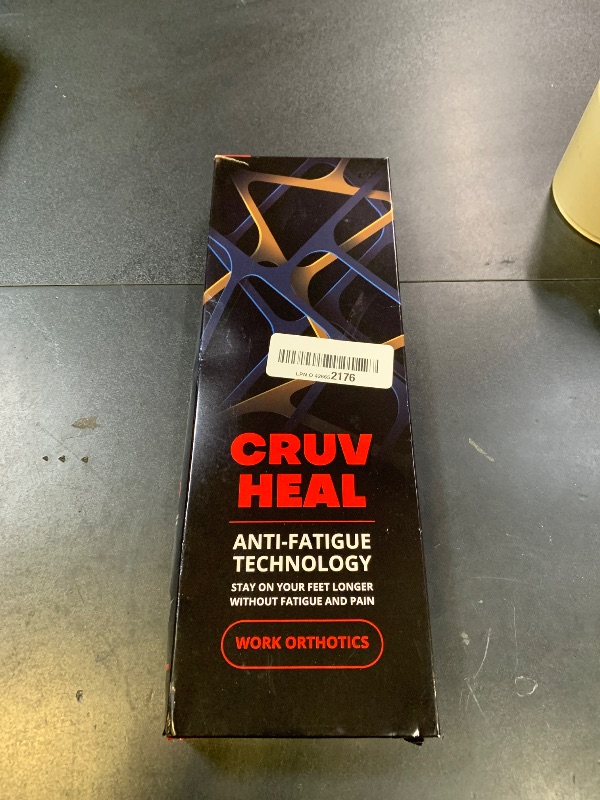 2176
CRUV
HEAL
ANTI-FATIGUE
TECHNOLOGY
STAY ON YOUR FEET LONGER
WITHOUT FATIGUE AND PAIN
WORK ORTHOTICS